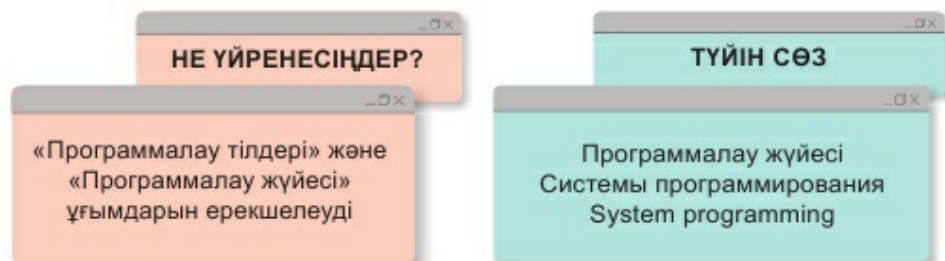 НЕ ҮЙРЕНЕСІҢДЕР?
«Программалау тілдері» және
«Программалау жүйесі»
ұғымдарын ерекшелеуді
ТҮЙІН СӨЗ
Программалау жүйесі
Системы программирования
System programming